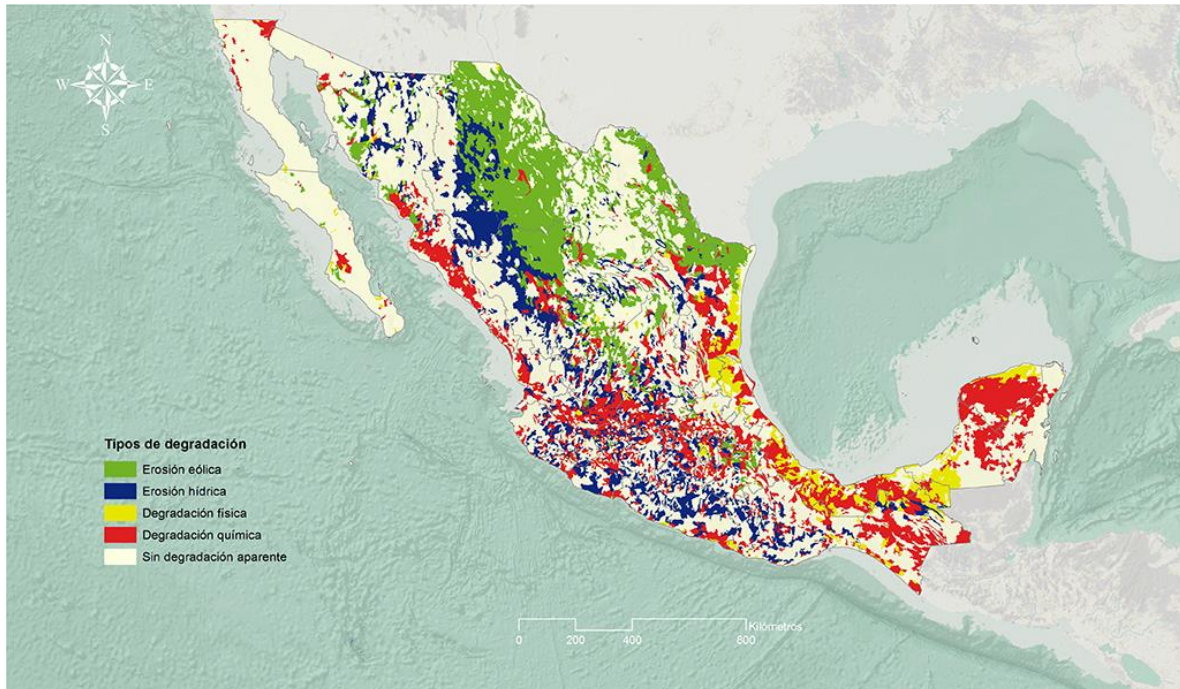 N
W E
S
Tipos de degradación
Erosión eólica
Erosión hídrica
Degradación física
Degradación química
Sin degradación aparente
Kilómetros
0 200 400 800